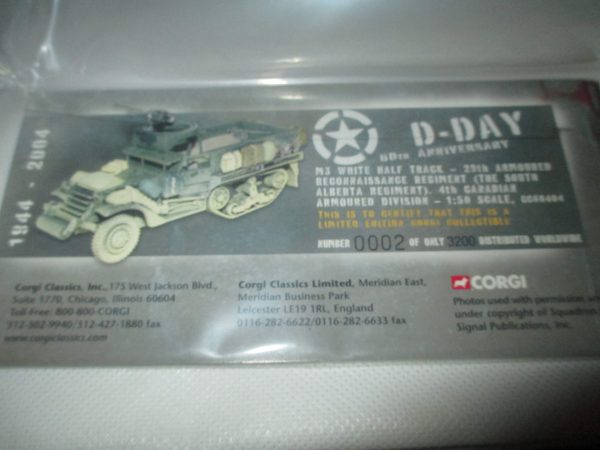 1944 - 2004
D-DAY
60TH ANNIVERSARY
M3 WHITE HALF TRACK - 29TH ARMOURED
RECONNAISSANCE REGIMENT (THE SOUTH
ALBERTA REGIMENT), 4th CANADIAN
ARMOURED DIVISION - 1:50 SCALE,
THIS IS TO CERTIFY THAT THIS IS A
LIMITED EDITION CORGI COLLECTIBLE
NUMBER 0002 OF ONLY 3200 DISTRIBUTED WORLDWIDE
Corgi Classics, Inc., 175 West Jackson Blvd.,
Suite 1770, Chicago, Illinois 60604
Toll-Free: 800-800-CORGI
312-302-9940/312-427-1880 fax
www.corgiclassics.com
Corgi Classics Limited, Meridian East,
Meridian Business Park
Leicester LE19 1RL, England
0116-282-6622/0116-282-6633 fax
CORGI
Photos used with permission
under copyright of Squadron
Signal Publications, Inc.